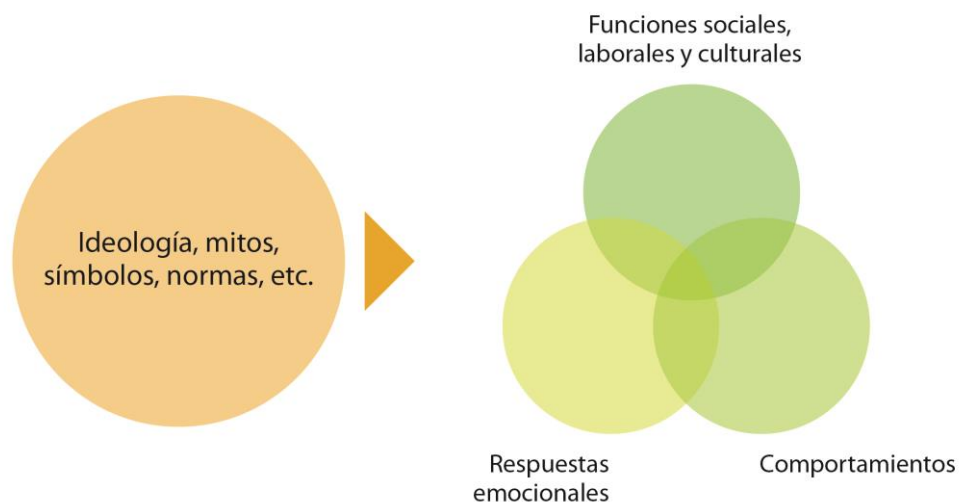 Funciones sociales,
laborales y culturales
Ideología, mitos,
símbolos, normas, etc.
Respuestas
emocionales
Comportamientos